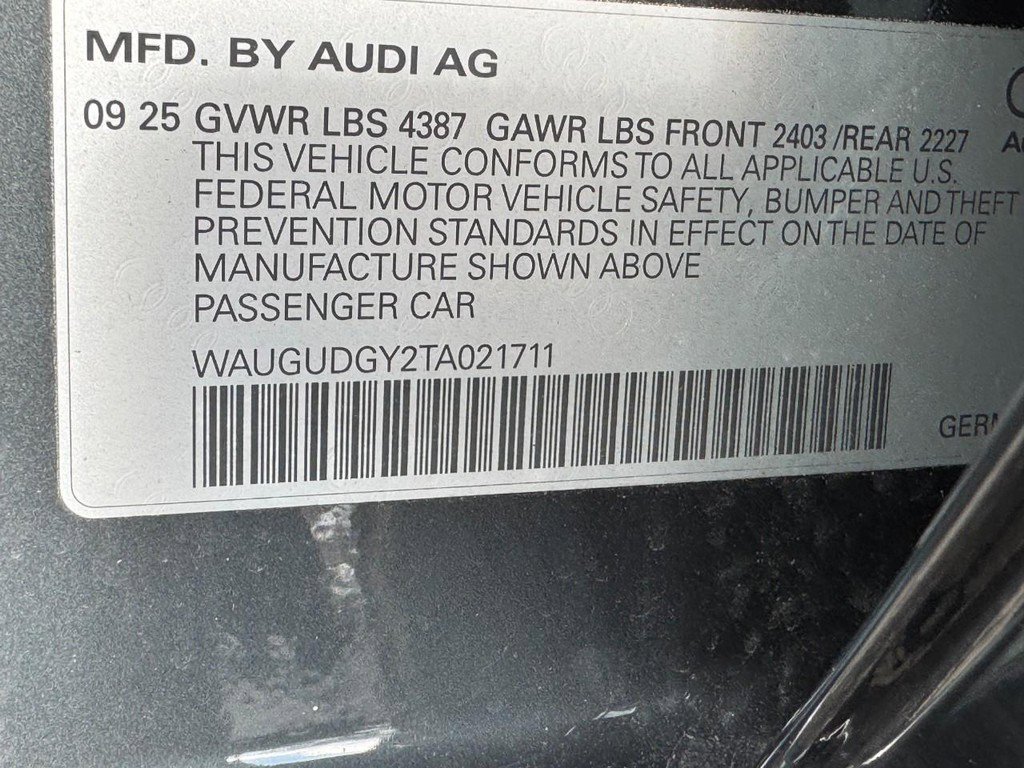 MFD. BY AUDI AG
09 25 GVWR LBS 4387 GAWR LBS FRONT 2403 /REAR 2227
THIS VEHICLE CONFORMS TO ALL APPLICABLE U.S.
FEDERAL MOTOR VEHICLE SAFETY, BUMPER AND THEFT
PREVENTION STANDARDS IN EFFECT ON THE DATE OF
MANUFACTURE SHOWN ABOVE
PASSENGER CAR
WAUGUDGY2TA021711